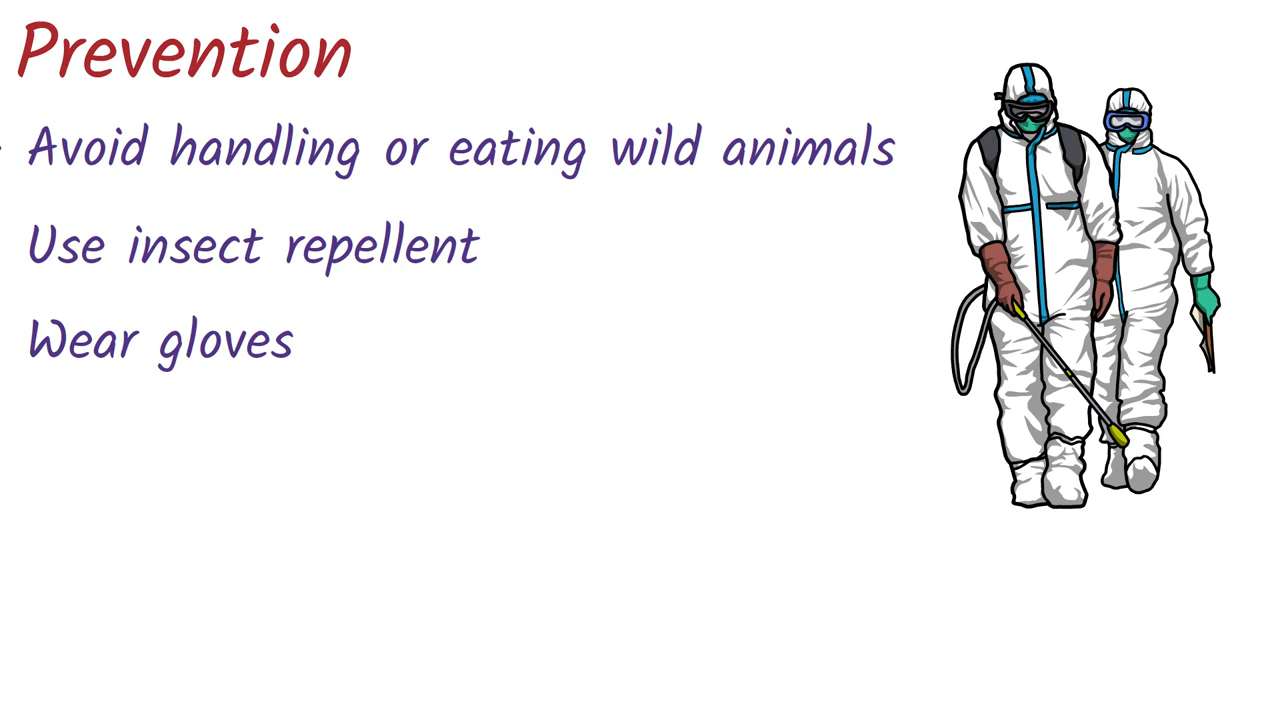 Prevention
Avoid handling or eating wild animals
Use insect repellent
Wear gloves